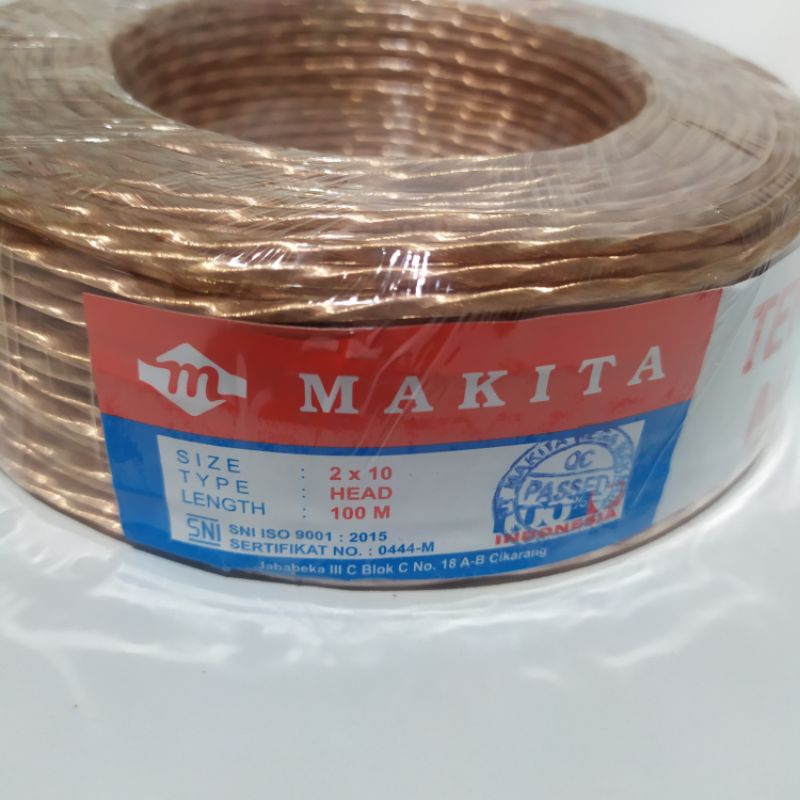 m MAKITA
SIZE : 2 x 10
TYPE : HEAD
LENGTH : 100 M
SNI SNI ISO 9001 : 2015
SERTIFIKAT NO. : 0444-M
Jababeka III C Blok C No. 18 A-B Cikarang
MAKITA
QC
PASSED
INDONESIA